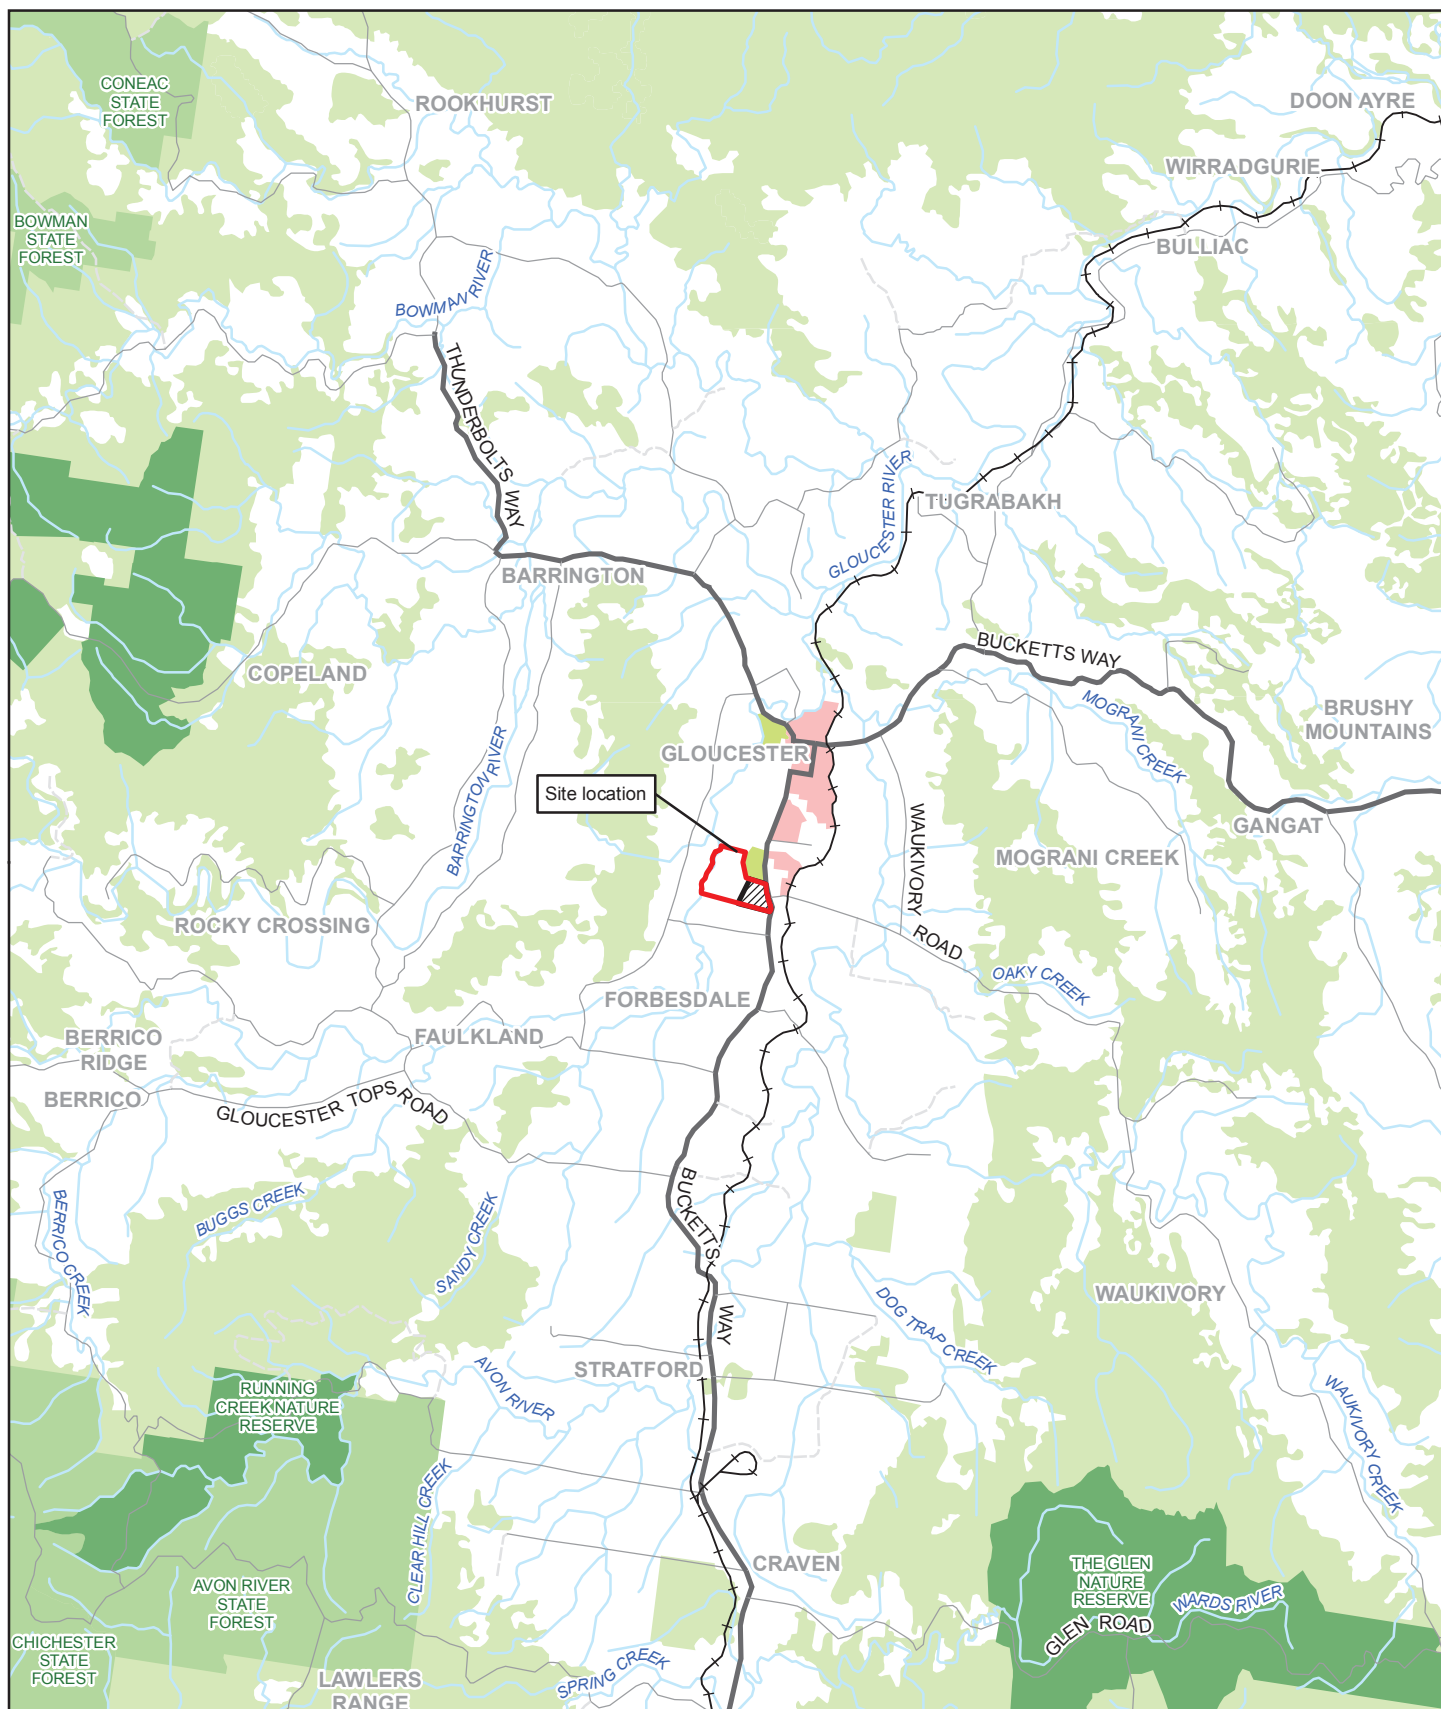 CONEAC
STATE
FOREST
ROOKHURST
DOON AYRE
WIRRADGURIE
BOWMAN
STATE
FOREST
BULLIAC
BOWMAN RIVER
THUNDERBOLTS WAY
GLOUCESTER RIVER
TUGRABAKH
BARRINGTON
BUCKETTS WAY
COPELAND
MOGRANI CREEK
BRUSHY
MOUNTAINS
GLOUCESTER
BARRINGTON RIVER
Site location
WAUKIVORY ROAD
GANGAT
MOGRANI CREEK
ROCKY CROSSING
OAKY CREEK
FORBESDALE
BERRICO
RIDGE
FAULKLAND
BERRICO
GLOUCESTER TOPS ROAD
BUCKETTS WAY
BERRICO CREEK
BUGGS CREEK
SANDY CREEK
WAUKIVORY
DOG TRAP CREEK
STRATFORD
AVON RIVER
RUNNING
CREEK NATURE
RESERVE
WAUKIVORY CREEK
CLEAR HILL CREEK
CRAVEN
AVON RIVER
STATE
FOREST
THE GLEN
NATURE
RESERVE
WARDS RIVER
GLEN ROAD
CHICHESTER
STATE
FOREST
LAWLERS
RANGE
SPRING CREEK